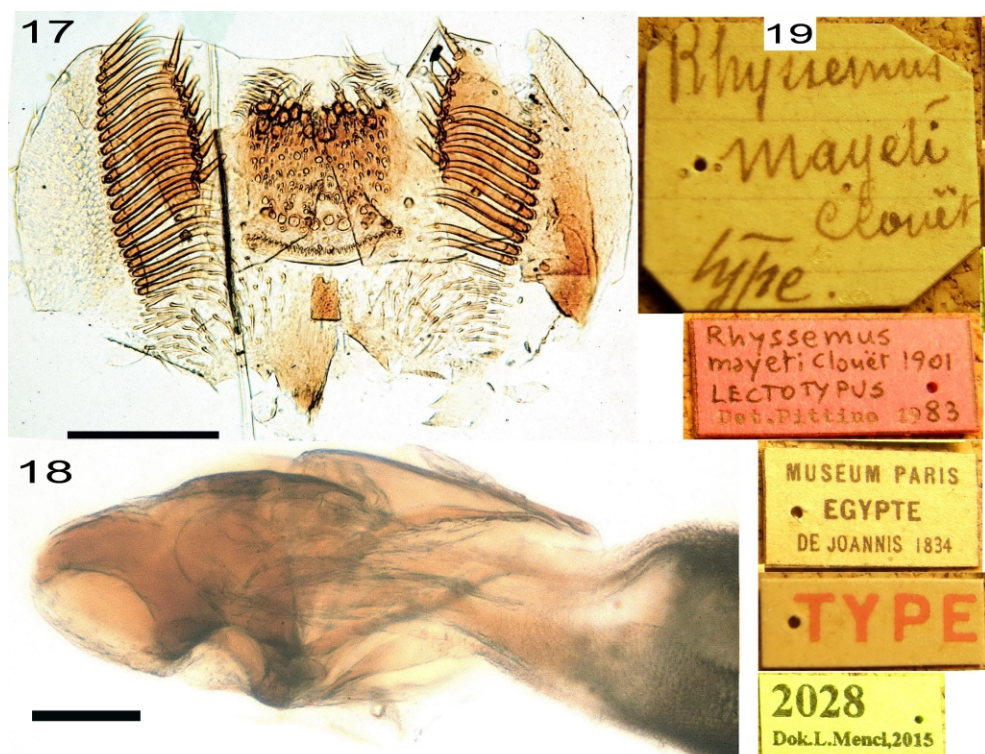 17
19
Rhyssemus
mayeti
Clouët
type.
Rhyssemus
mayeti Clouët 1901
LECTOTYPUS
Det. Pittino 1983
18
MUSEUM PARIS
EGYPTE
DE JOANNIS 1834
TYPE
2028
Dok.L.Menci,2015